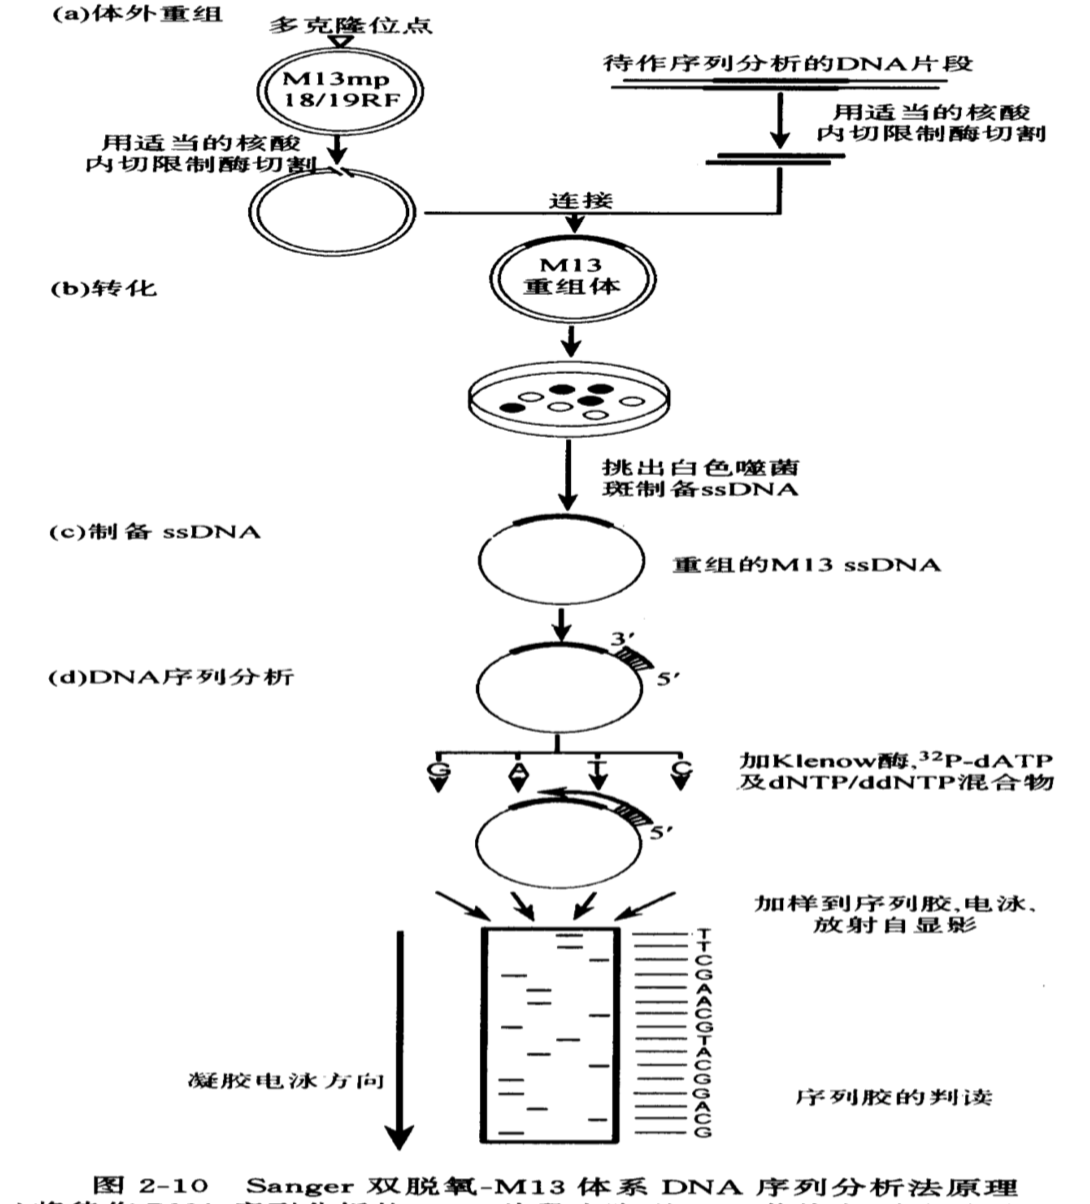 (a)体外重组
多克隆位点
M13mp
18/19RF
待作序列分析的DNA片段
用适当的核酸
内切限制酶切割
用适当的核酸
内切限制酶切割
连接
M13
重组体
(b)转化
挑出白色噬菌
斑制备ssDNA
(c)制备 ssDNA
重组的M13 ssDNA
3′
5′
(d)DNA序列分析
G A T C
加Klenow酶,³²P-dATP
及dNTP/ddNTP混合物
5′
加样到序列胶,电泳、
放射自显影
T
T
C
G
A
A
C
G
T
A
C
G
G
A
C
G
凝胶电泳方向
序列胶的判读
图 2-10 Sanger 双脱氧-M13 体系 DNA 序列分析法原理